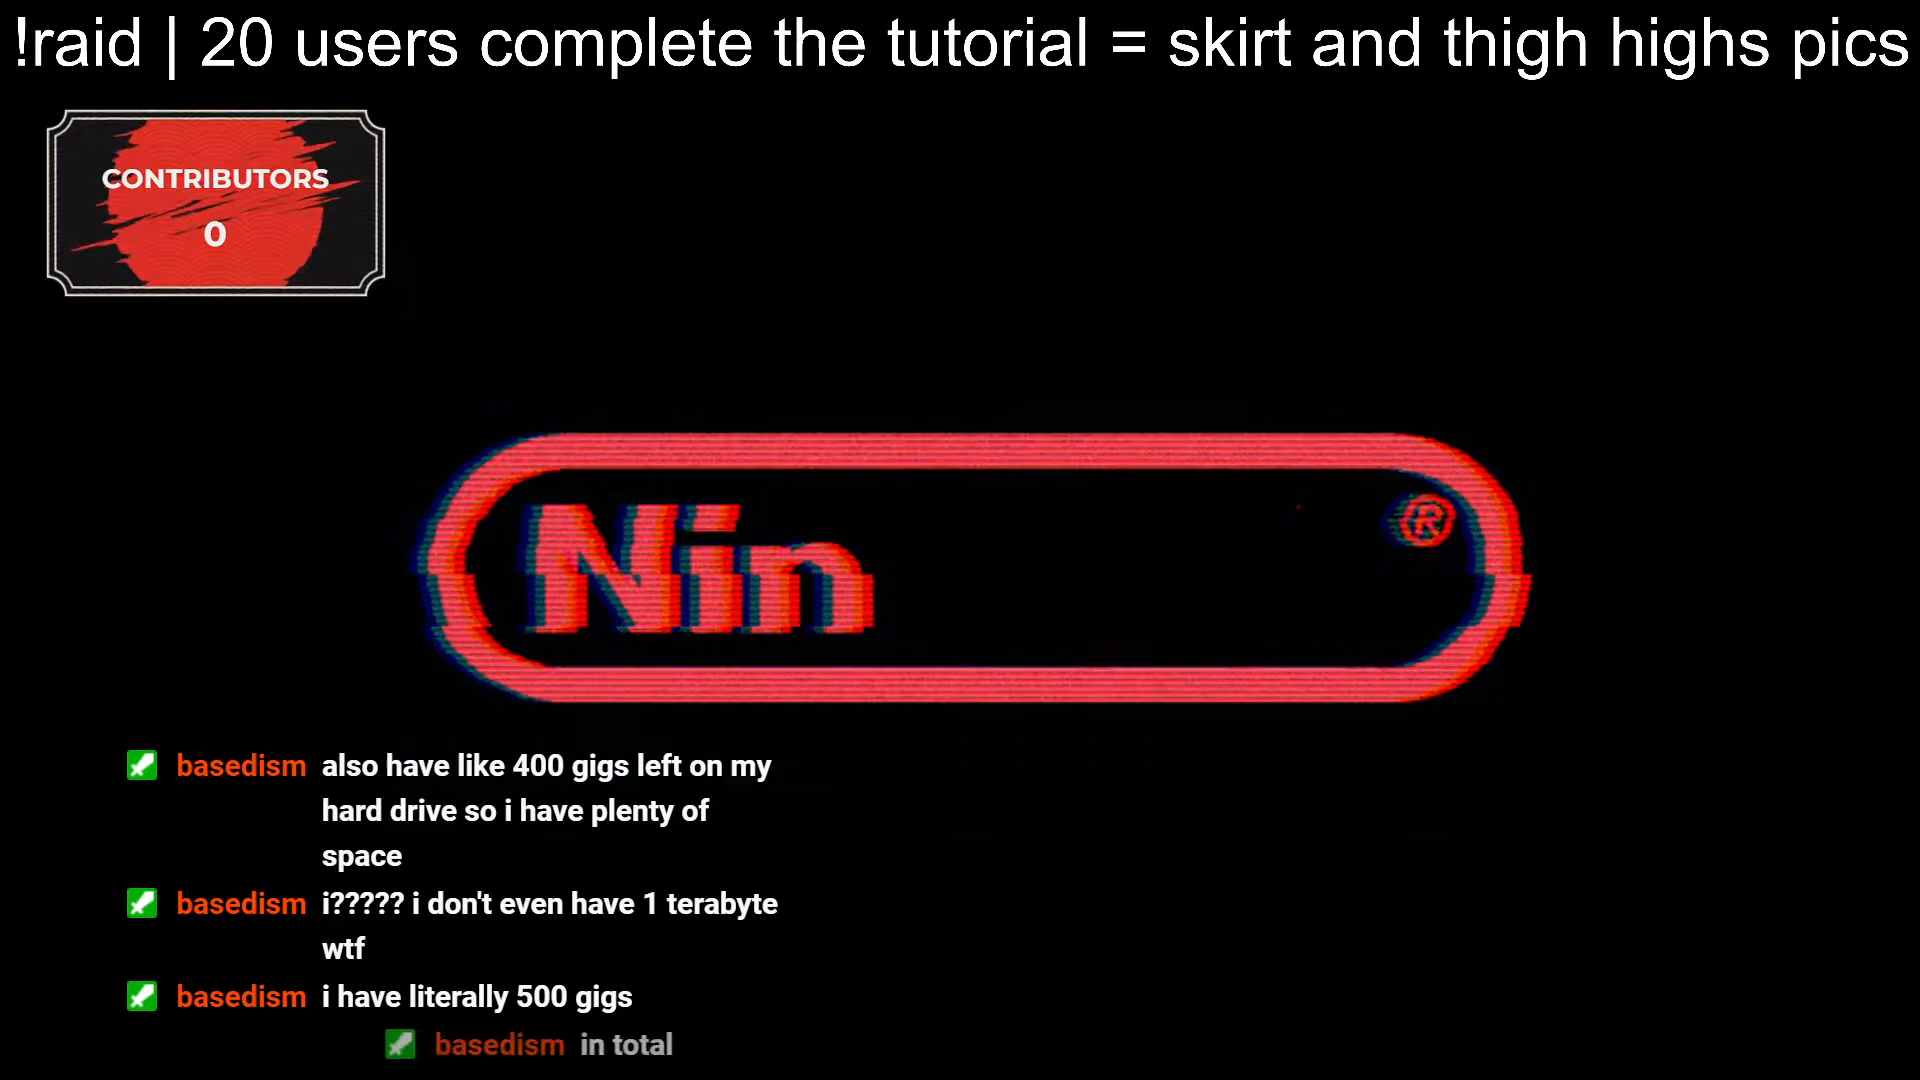 !raid | 20 users complete the tutorial = skirt and thigh highs pics
CONTRIBUTORS
0
Nin ®
basedism also have like 400 gigs left on my
hard drive so i have plenty of
space
basedism i????? i don't even have 1 terabyte
wtf
basedism i have literally 500 gigs
basedism in total